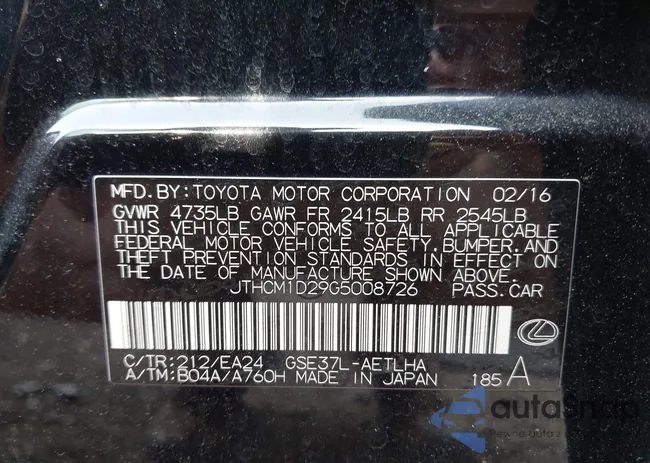 MFD.BY:TOYOTA MOTOR CORPORATION 02/16
GVWR 4735LB GAWR FR 2415LB RR 2545LB
THIS VEHICLE CONFORMS TO ALL APPLICABLE
FEDERAL MOTOR VEHICLE SAFETY,BUMPER,AND
THEFT PREVENTION STANDARDS IN EFFECT ON
THE DATE OF MANUFACTURE SHOWN ABOVE.
JTHCM1D29G5008726 PASS.CAR
C/TR:212/EA24 GSE37L-AETLHA
A/TM:B04A/A760H MADE IN JAPAN 185 A
autoSnap
Pewne auta z